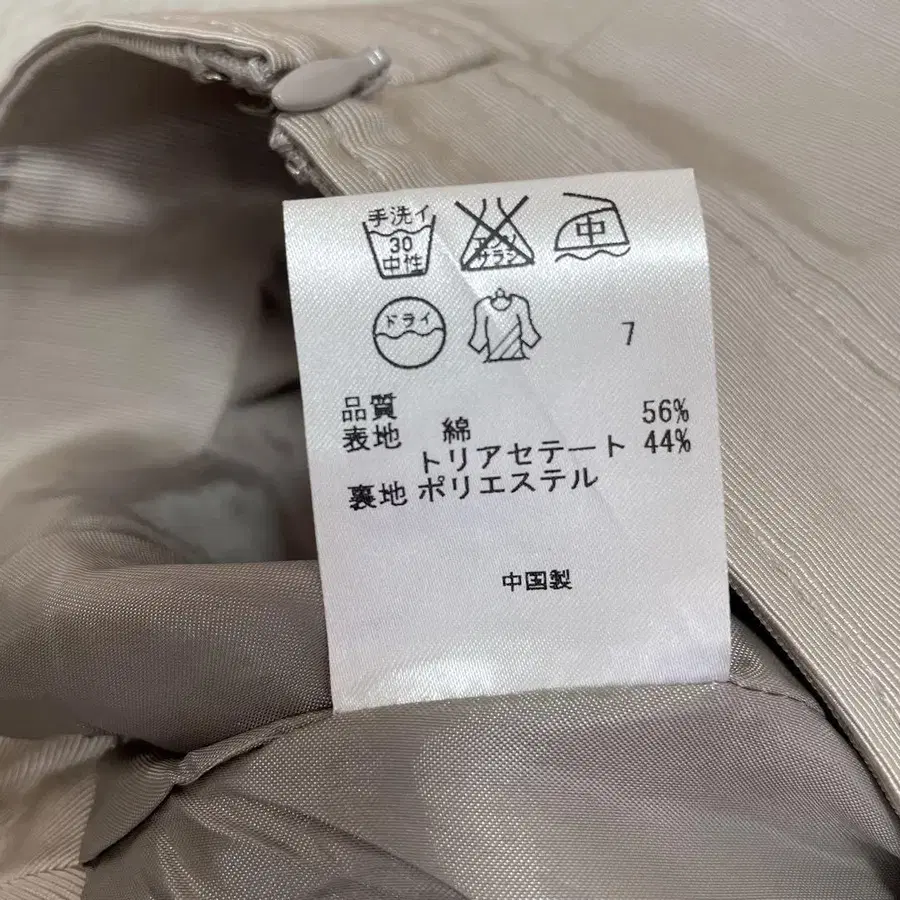 手洗イ
30
中性
エンソ
サラシ
中
ドライ
7
品質
表地 綿 56%
トリアセテート 44%
裏地 ポリエステル
中国製